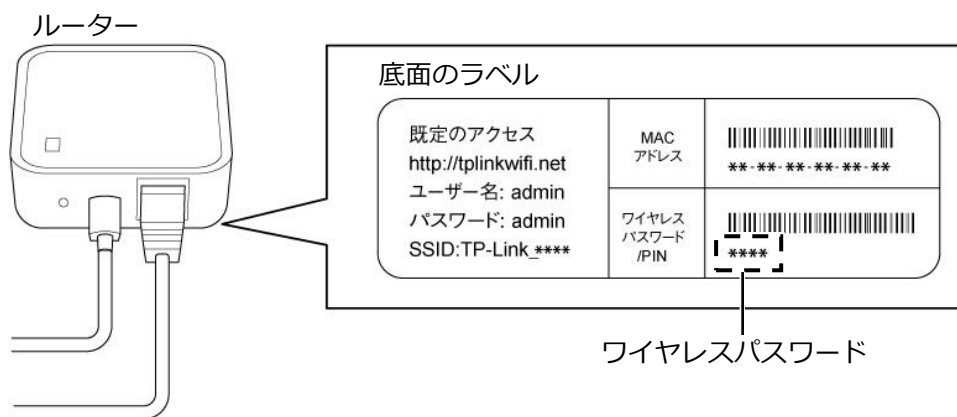 ルーター
底面のラベル
既定のアクセス
http://tplinkwifi.net
ユーザー名: admin
パスワード: admin
SSID:TP-Link_****
MAC
アドレス
**-**-**-**-**-**
ワイヤレス
パスワード
/PIN
****
ワイヤレスパスワード